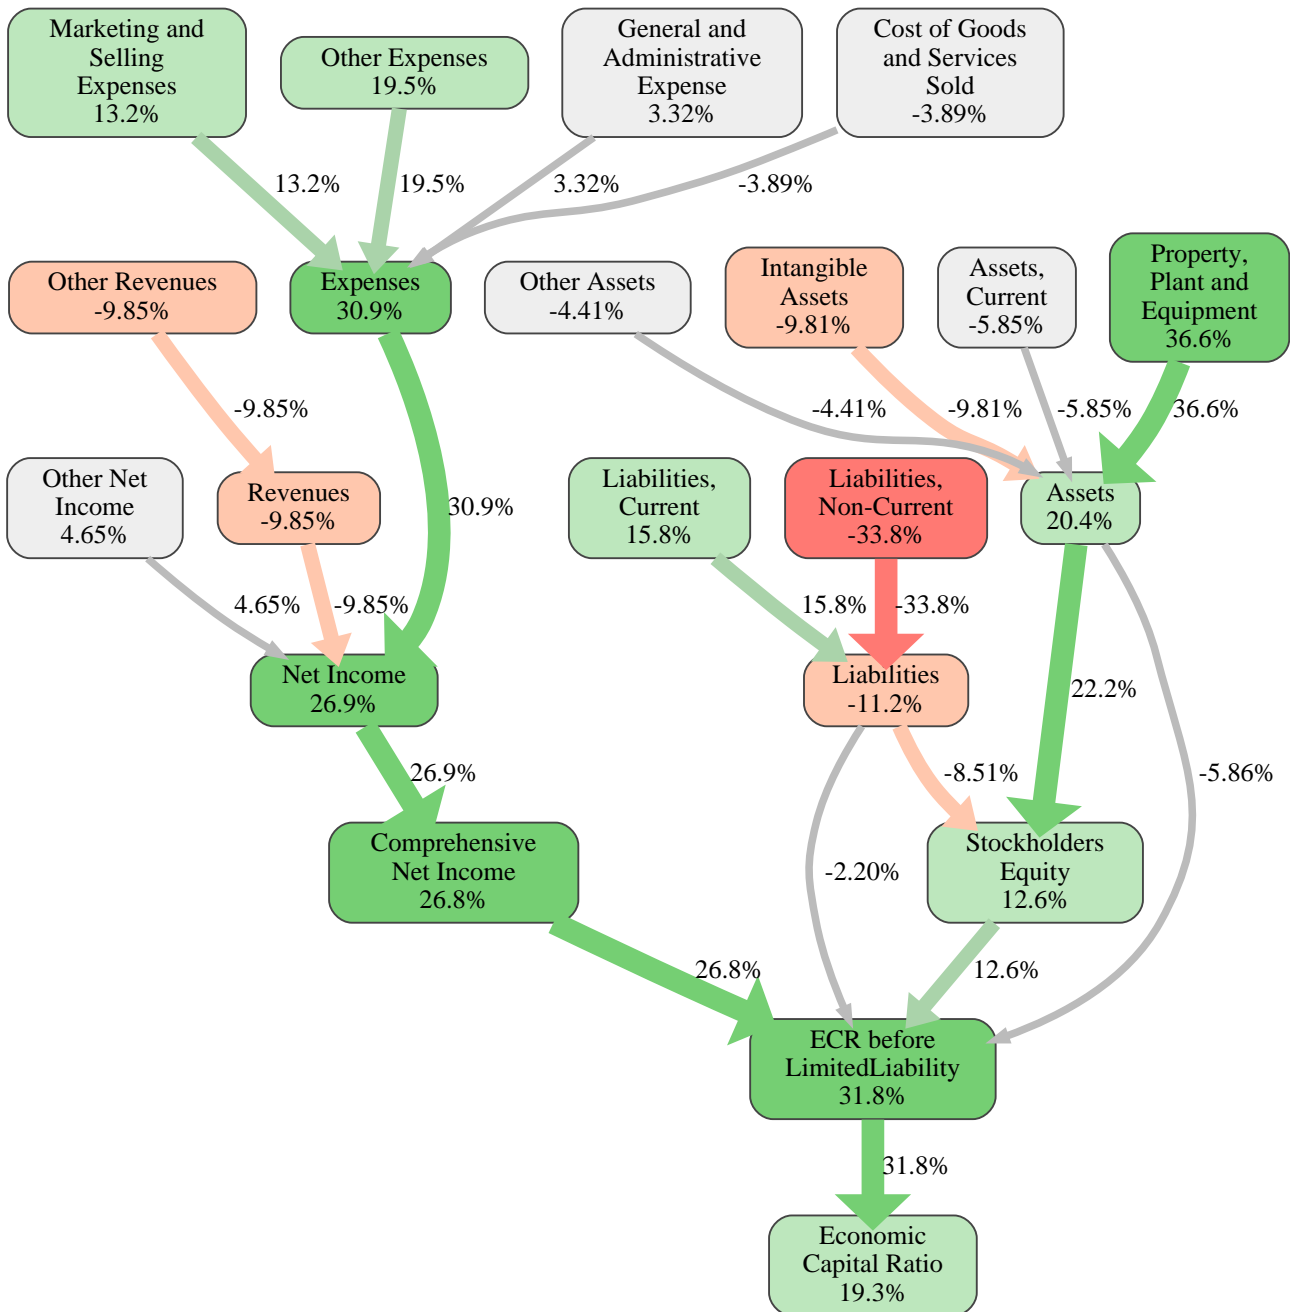 Marketing and
Selling
Expenses
13.2%
Other Expenses
19.5%
General and
Administrative
Expense
3.32%
Cost of Goods
and Services
Sold
-3.89%
13.2%
19.5%
3.32%
-3.89%
Other Revenues
-9.85%
Expenses
30.9%
Other Assets
-4.41%
Intangible
Assets
-9.81%
Assets,
Current
-5.85%
Property,
Plant and
Equipment
36.6%
-9.85%
-4.41%
-9.81%
-5.85%
36.6%
Other Net
Income
4.65%
Revenues
-9.85%
30.9%
Liabilities,
Current
15.8%
Liabilities,
Non-Current
-33.8%
Assets
20.4%
4.65%
-9.85%
15.8%
-33.8%
Net Income
26.9%
Liabilities
-11.2%
22.2%
26.9%
-8.51%
-5.86%
Comprehensive
Net Income
26.8%
-2.20%
Stockholders
Equity
12.6%
26.8%
12.6%
ECR before
LimitedLiability
31.8%
31.8%
Economic
Capital Ratio
19.3%